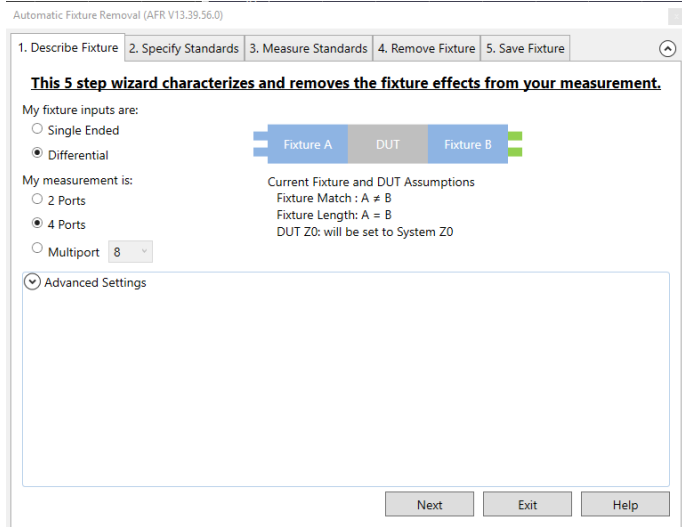 Automatic Fixture Removal (AFR V13.39.56.0)
1. Describe Fixture 2. Specify Standards 3. Measure Standards 4. Remove Fixture 5. Save Fixture
This 5 step wizard characterizes and removes the fixture effects from your measurement.
My fixture inputs are:
Single Ended
Differential
Fixture A DUT Fixture B
My measurement is:
2 Ports
4 Ports
Multiport 8
Current Fixture and DUT Assumptions
Fixture Match : A ≠ B
Fixture Length: A = B
DUT Z0: will be set to System Z0
Advanced Settings
Next Exit Help